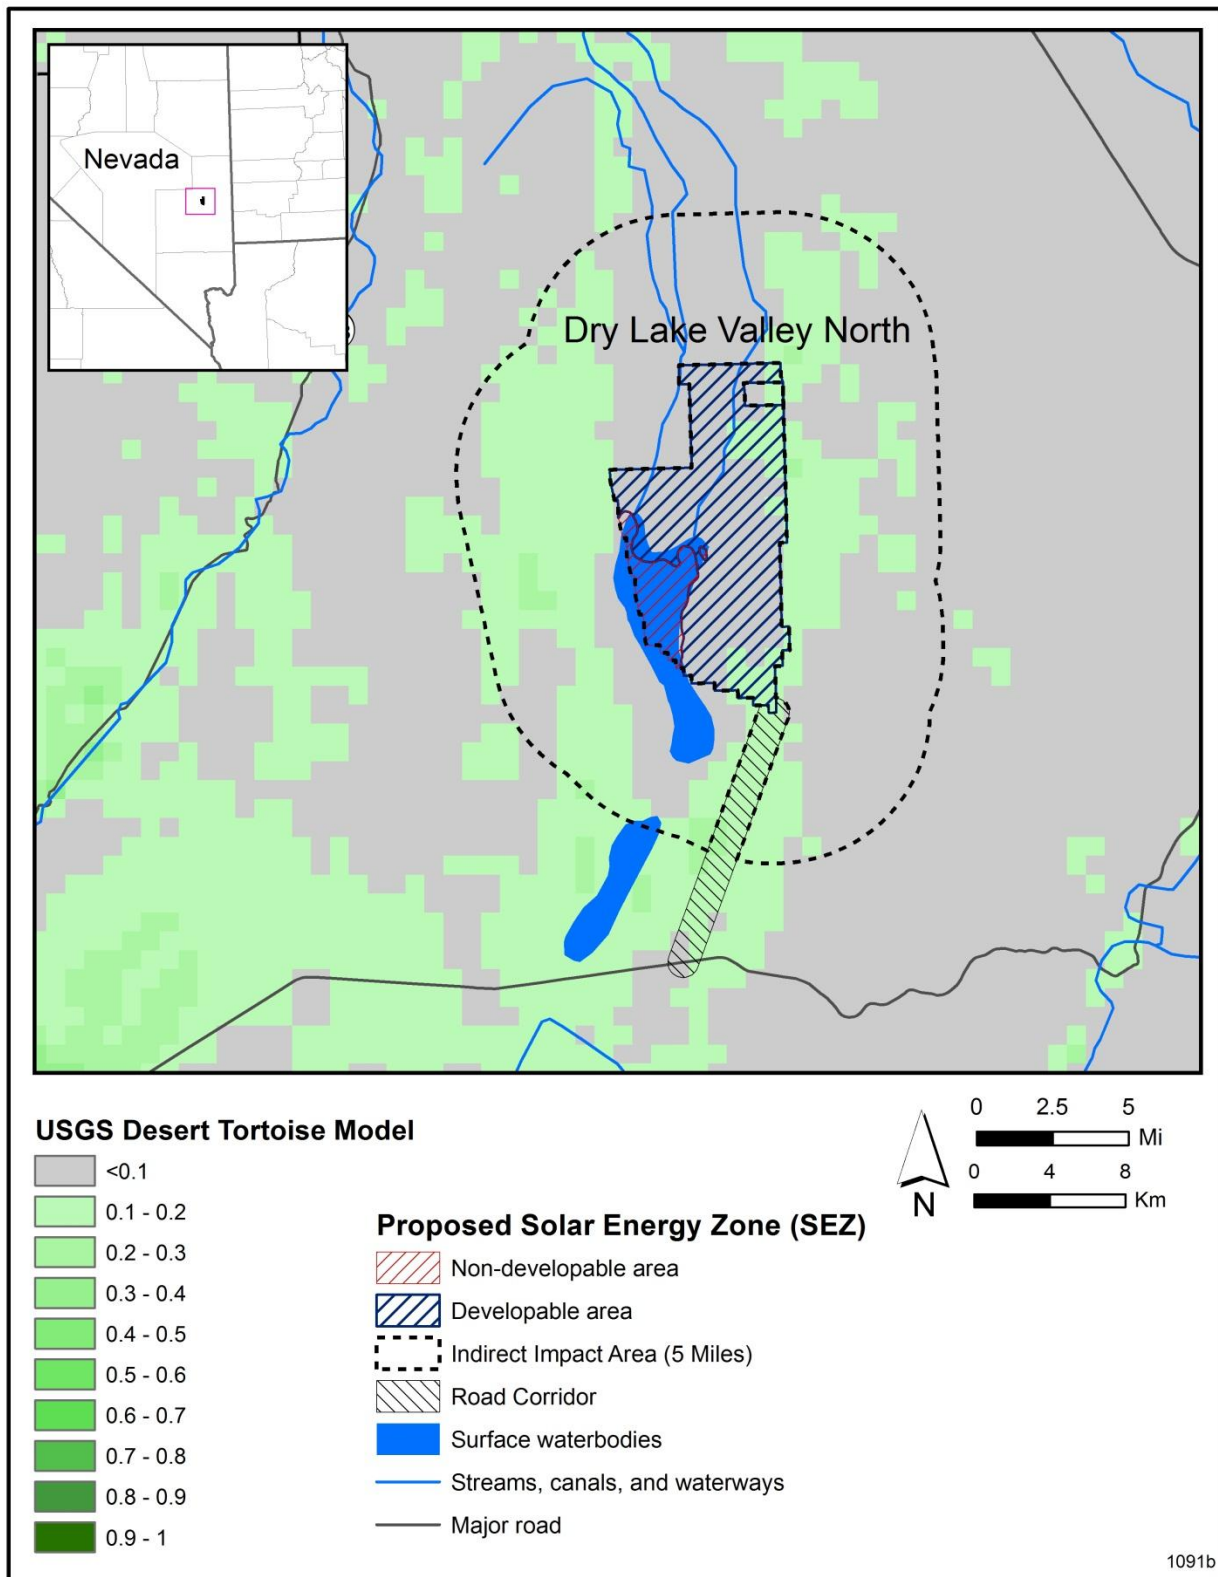 Nevada
Dry Lake Valley North
USGS Desert Tortoise Model
<0.1
0.1 - 0.2
0.2 - 0.3
0.3 - 0.4
0.4 - 0.5
0.5 - 0.6
0.6 - 0.7
0.7 - 0.8
0.8 - 0.9
0.9 - 1
Proposed Solar Energy Zone (SEZ)
Non-developable area
Developable area
Indirect Impact Area (5 Miles)
Road Corridor
Surface waterbodies
Streams, canals, and waterways
Major road
N
0 2.5 5
Mi
0 4 8
Km
1091b